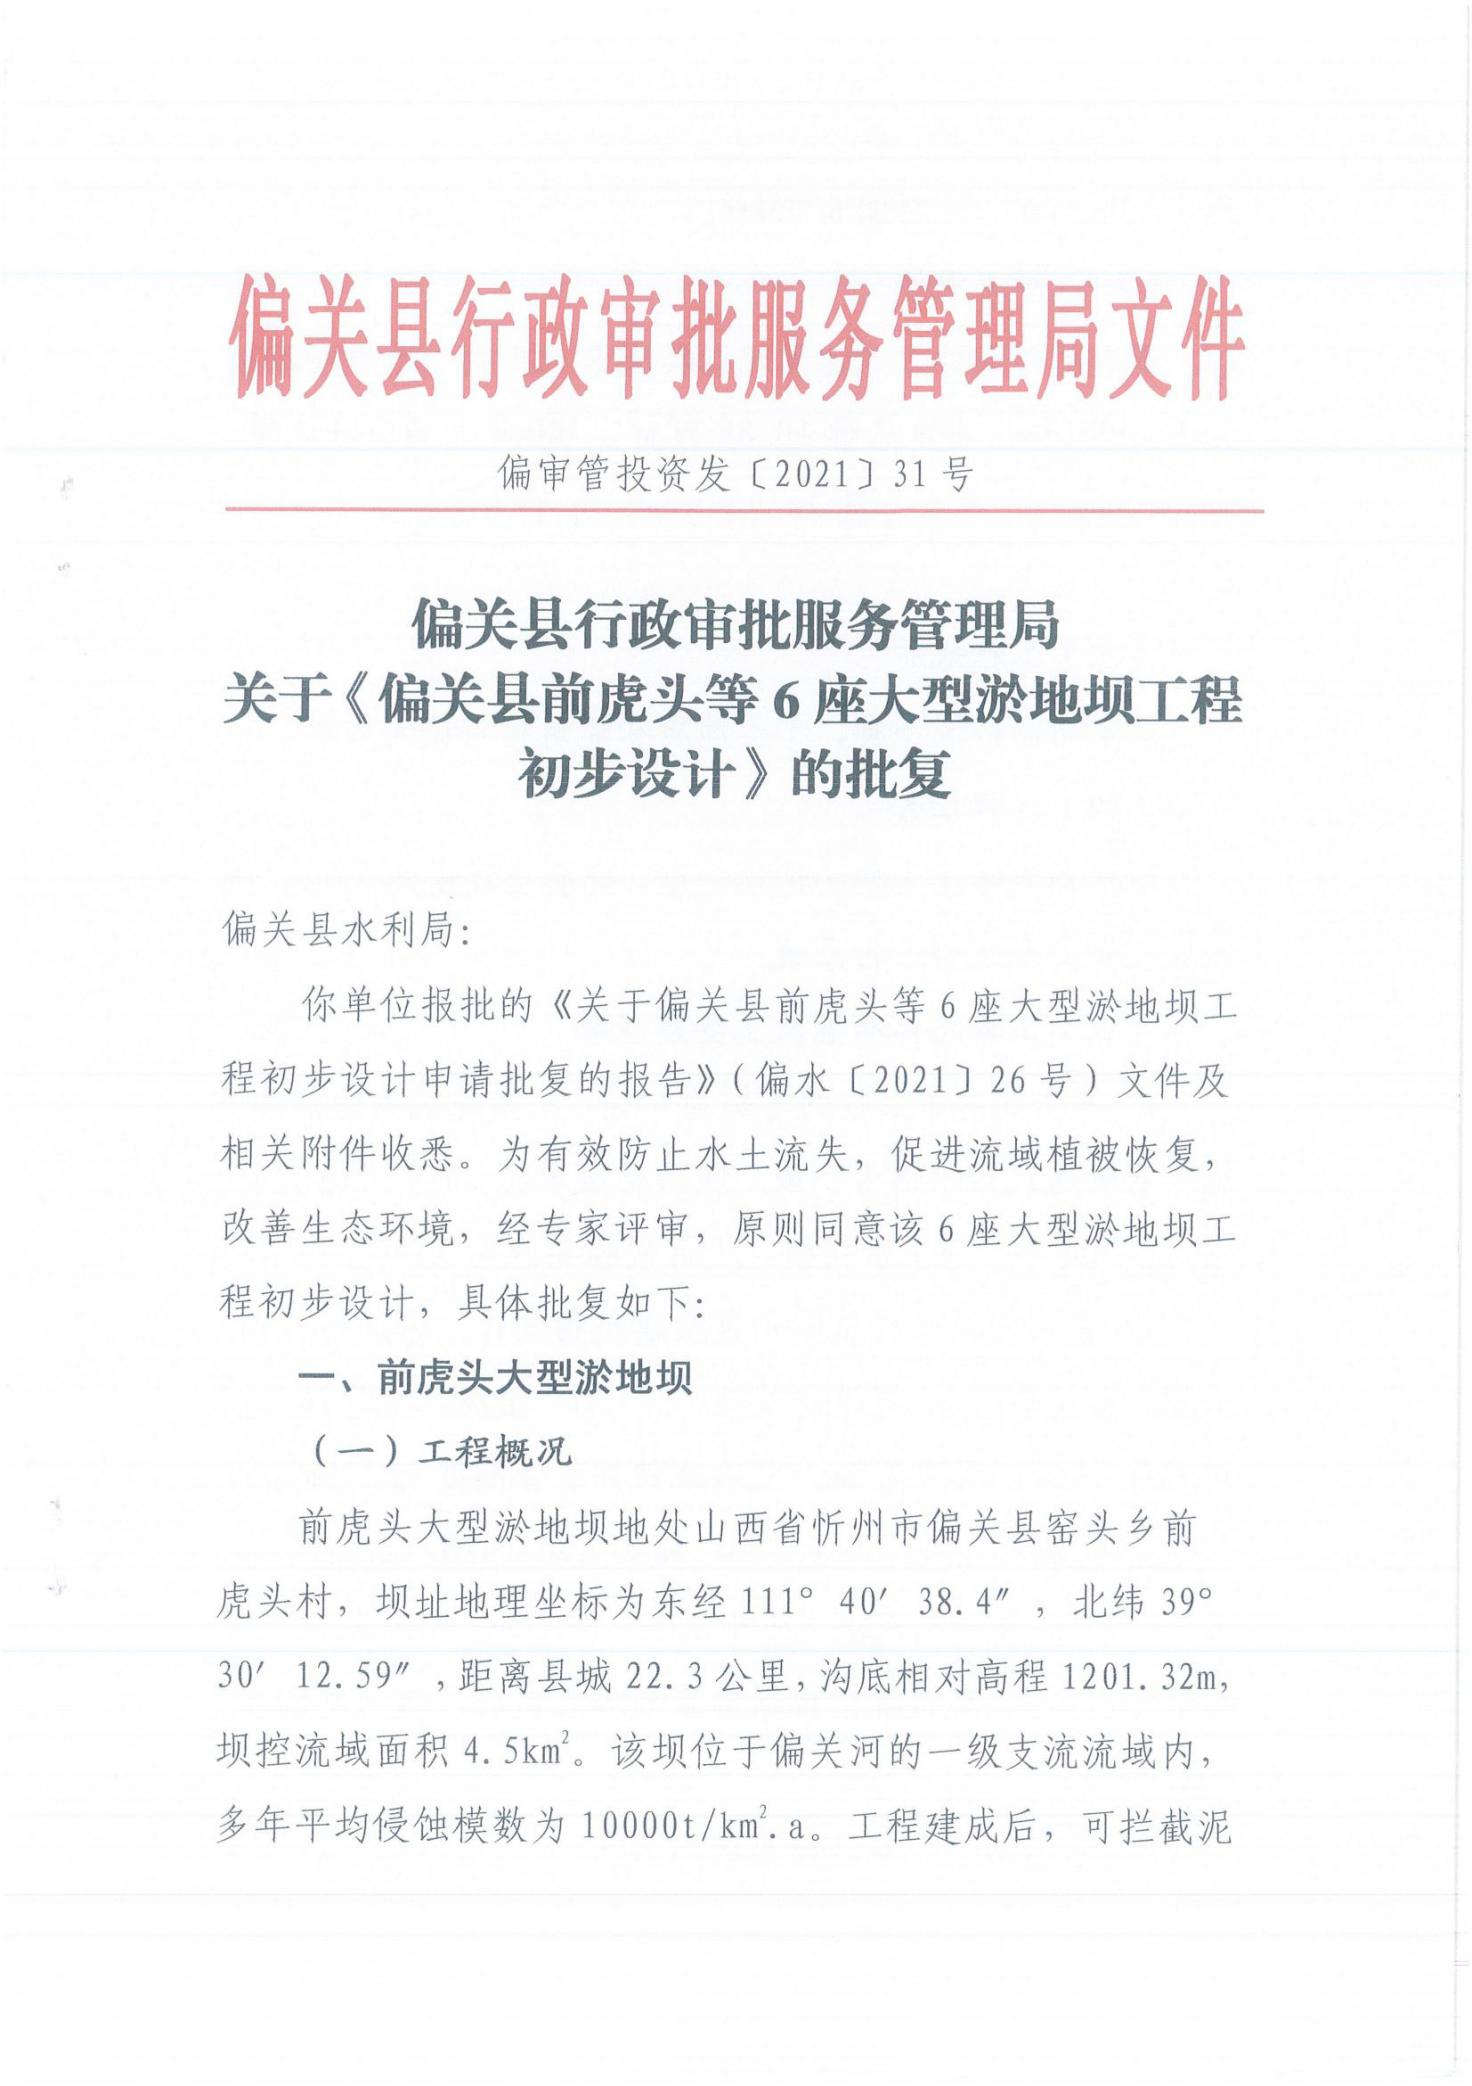 偏关县行政审批服务管理局文件
偏审管投资发〔2021〕31号
偏关县行政审批服务管理局
关于《偏关县前虎头等6座大型淤地坝工程
初步设计》的批复
偏关县水利局：
你单位报批的《关于偏关县前虎头等6座大型淤地坝工
程初步设计申请批复的报告》（偏水〔2021〕26号）文件及
相关附件收悉。为有效防止水土流失，促进流域植被恢复，
改善生态环境，经专家评审，原则同意该6座大型淤地坝工
程初步设计，具体批复如下：
一、前虎头大型淤地坝
（一）工程概况
前虎头大型淤地坝地处山西省忻州市偏关县窑头乡前
虎头村，坝址地理坐标为东经111° 40′ 38.4″，北纬39°
30′ 12.59″，距离县城22.3公里，沟底相对高程1201.32m，
坝控流域面积4.5km²。该坝位于偏关河的一级支流流域内，
多年平均侵蚀模数为10000t/km².a。工程建成后，可拦截泥